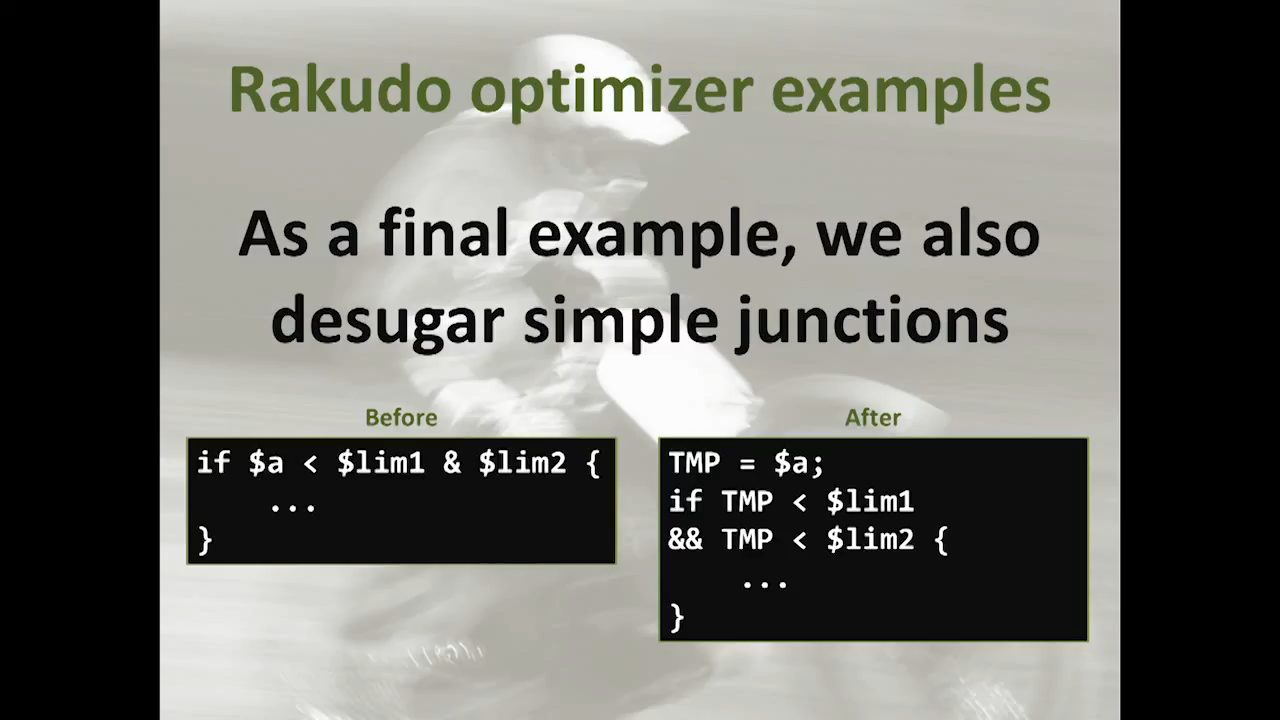 Rakudo optimizer examples
As a final example, we also
desugar simple junctions
Before
if $a < $lim1 & $lim2 {
...
}
After
TMP = $a;
if TMP < $lim1
&& TMP < $lim2 {
...
}